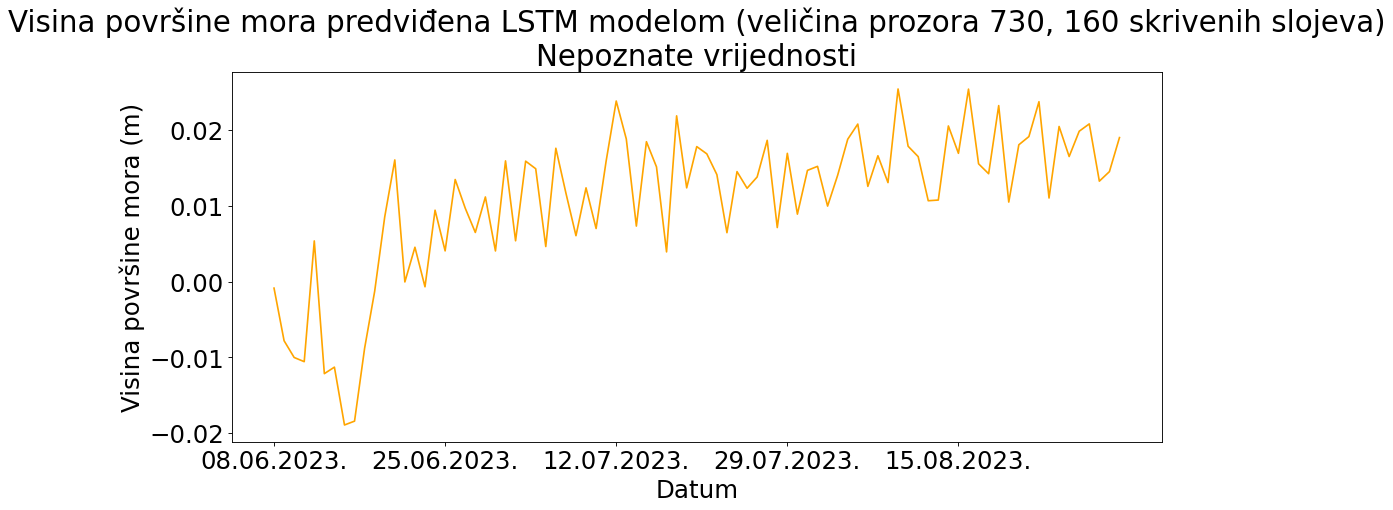 Visina površine mora predviđena LSTM modelom (veličina prozora 730, 160 skrivenih slojeva)
Nepoznate vrijednosti
Visina površine mora (m)
0.02
0.01
0.00
−0.01
−0.02
08.06.2023. 25.06.2023. 12.07.2023. 29.07.2023. 15.08.2023.
Datum